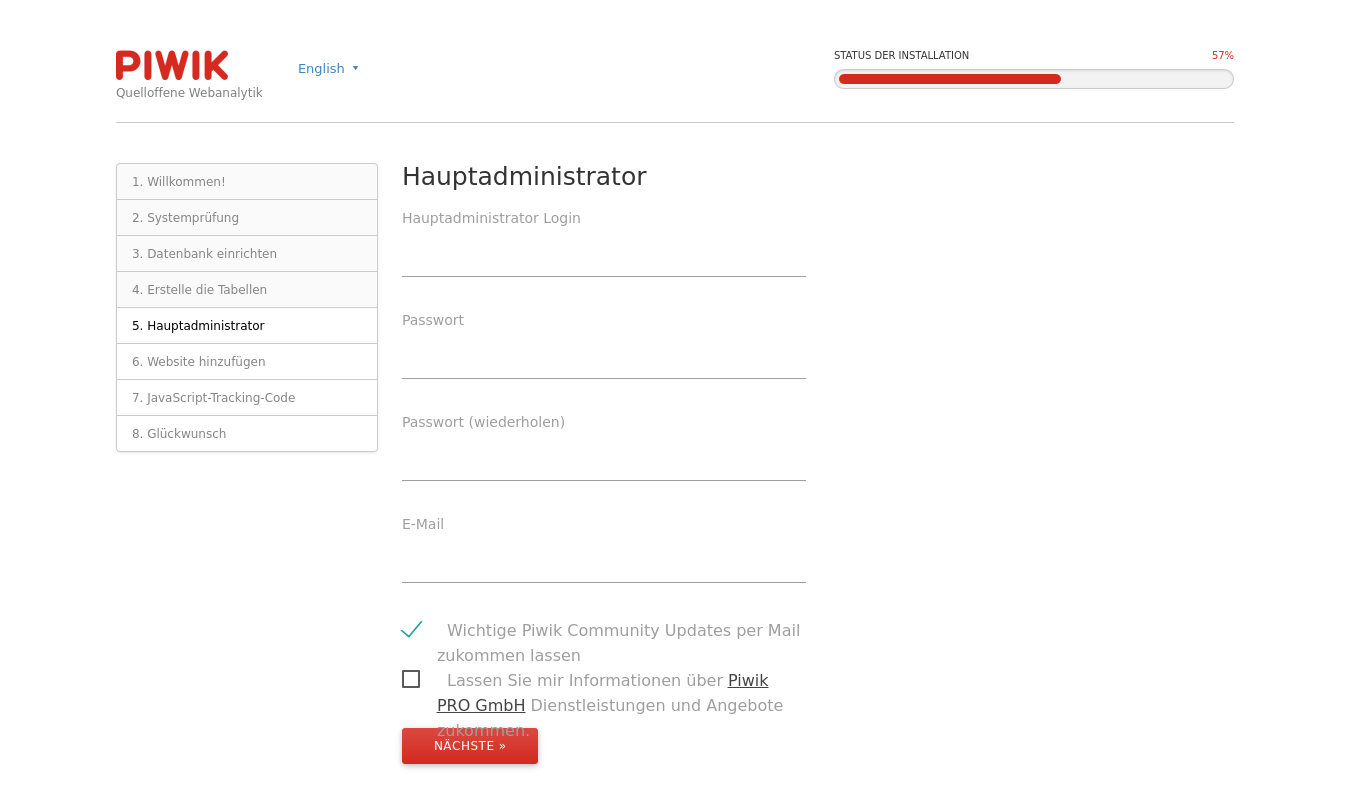 PIWIK
Quelloffene Webanalytik
English
STATUS DER INSTALLATION 57%
1. Willkommen!
2. Systemprüfung
3. Datenbank einrichten
4. Erstelle die Tabellen
5. Hauptadministrator
6. Website hinzufügen
7. JavaScript-Tracking-Code
8. Glückwunsch
Hauptadministrator
Hauptadministrator Login
Passwort
Passwort (wiederholen)
E-Mail
Wichtige Piwik Community Updates per Mail
zukommen lassen
Lassen Sie mir Informationen über Piwik
PRO GmbH Dienstleistungen und Angebote
zukommen.
NÄCHSTE »